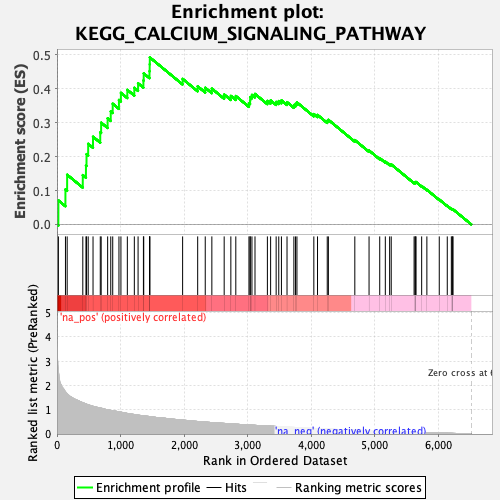 Enrichment plot:
KEGG_CALCIUM_SIGNALING_PATHWAY
Enrichment score (ES)
0.5
0.4
0.3
0.2
0.1
0.0
'na_pos' (positively correlated)
Ranked list metric (PreRanked)
5
4
3
2
1
0
Zero cross at 6
'na_neg' (negatively correlated)
0
1,000
2,000
3,000
4,000
5,000
6,000
Rank in Ordered Dataset
Enrichment profile
Hits
Ranking metric scores